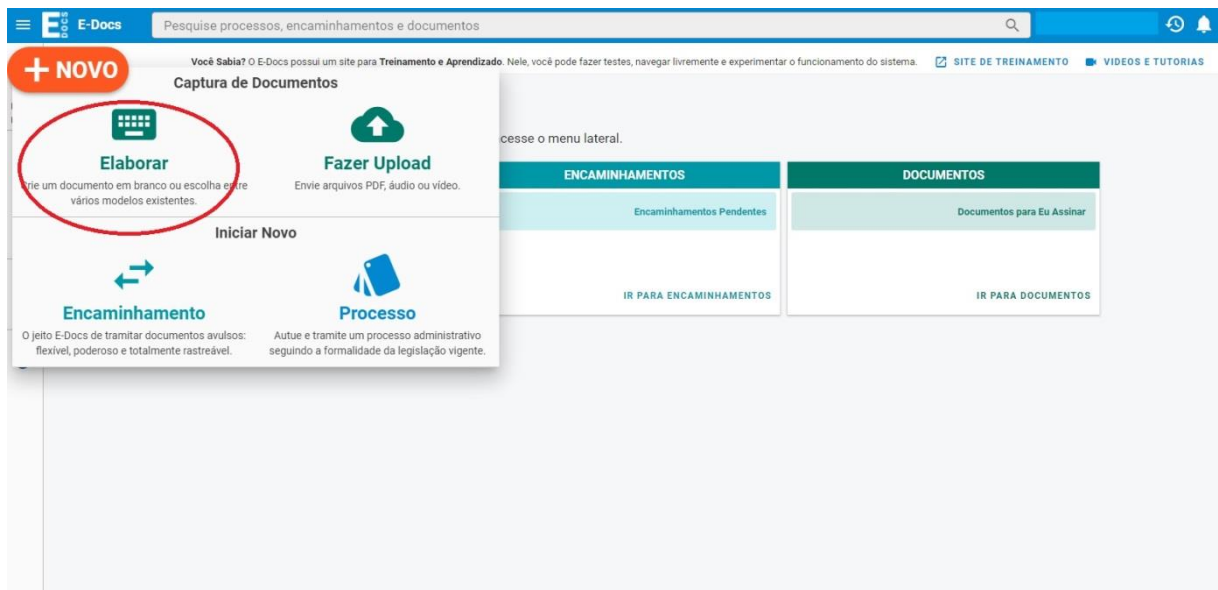 E DOCS E-Docs Pesquise processos, encaminhamentos e documentos
+ NOVO
Você Sabia? O E-Docs possui um site para Treinamento e Aprendizado. Nele, você pode fazer testes, navegar livremente e experimentar o funcionamento do sistema. SITE DE TREINAMENTO VIDEOS E TUTORIAS
Captura de Documentos
Elaborar
Crie um documento em branco ou escolha entre
vários modelos existentes.
Fazer Upload
Envie arquivos PDF, áudio ou vídeo.
Iniciar Novo
Encaminhamento
O jeito E-Docs de tramitar documentos avulsos:
flexível, poderoso e totalmente rastreável.
Processo
Autue e tramite um processo administrativo
seguindo a formalidade da legislação vigente.
cesse o menu lateral.
ENCAMINHAMENTOS
Encaminhamentos Pendentes
IR PARA ENCAMINHAMENTOS
DOCUMENTOS
Documentos para Eu Assinar
IR PARA DOCUMENTOS